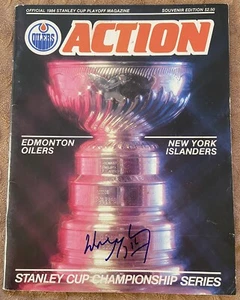 OFFICIAL 1984 STANLEY CUP PLAYOFF MAGAZINE
SOUVENIR EDITION $2.00
OILERS
ACTION
EDMONTON
OILERS
NEW YORK
ISLANDERS
STANLEY CUP CHAMPIONSHIP SERIES